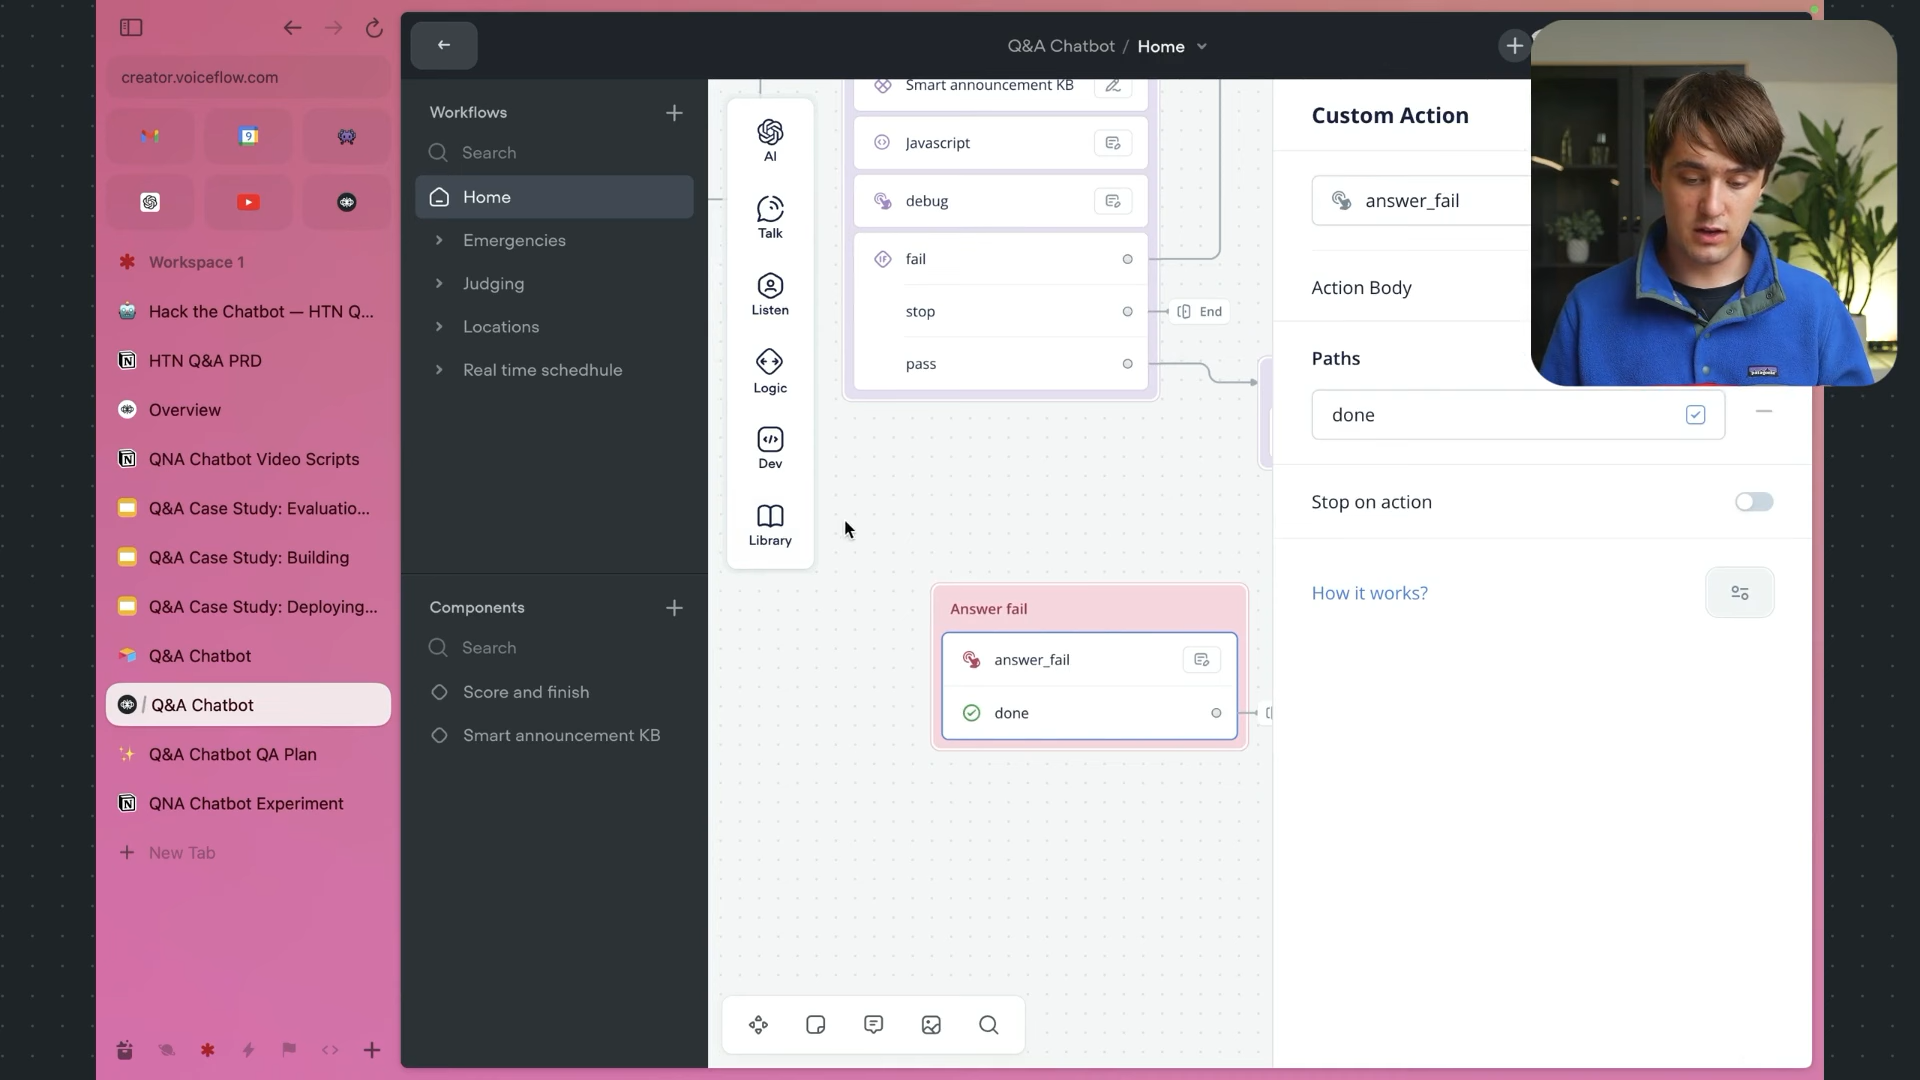 creator.voiceflow.com
9
Workspace 1
Hack the Chatbot — HTN Q...
HTN Q&A PRD
Overview
QNA Chatbot Video Scripts
Q&A Case Study: Evaluatio...
Q&A Case Study: Building
Q&A Case Study: Deploying...
Q&A Chatbot
/ Q&A Chatbot
Q&A Chatbot QA Plan
QNA Chatbot Experiment
New Tab
Q&A Chatbot / Home
Workflows
Search
Home
Emergencies
Judging
Locations
Real time schedhule
Components
Search
Score and finish
Smart announcement KB
AI
Talk
Listen
Logic
Dev
Library
Smart announcement KB
Javascript
debug
IF fail
stop
End
pass
Answer fail
answer_fail
done
Custom Action
answer_fail
Action Body
Paths
done
Stop on action
How it works?
patagonia